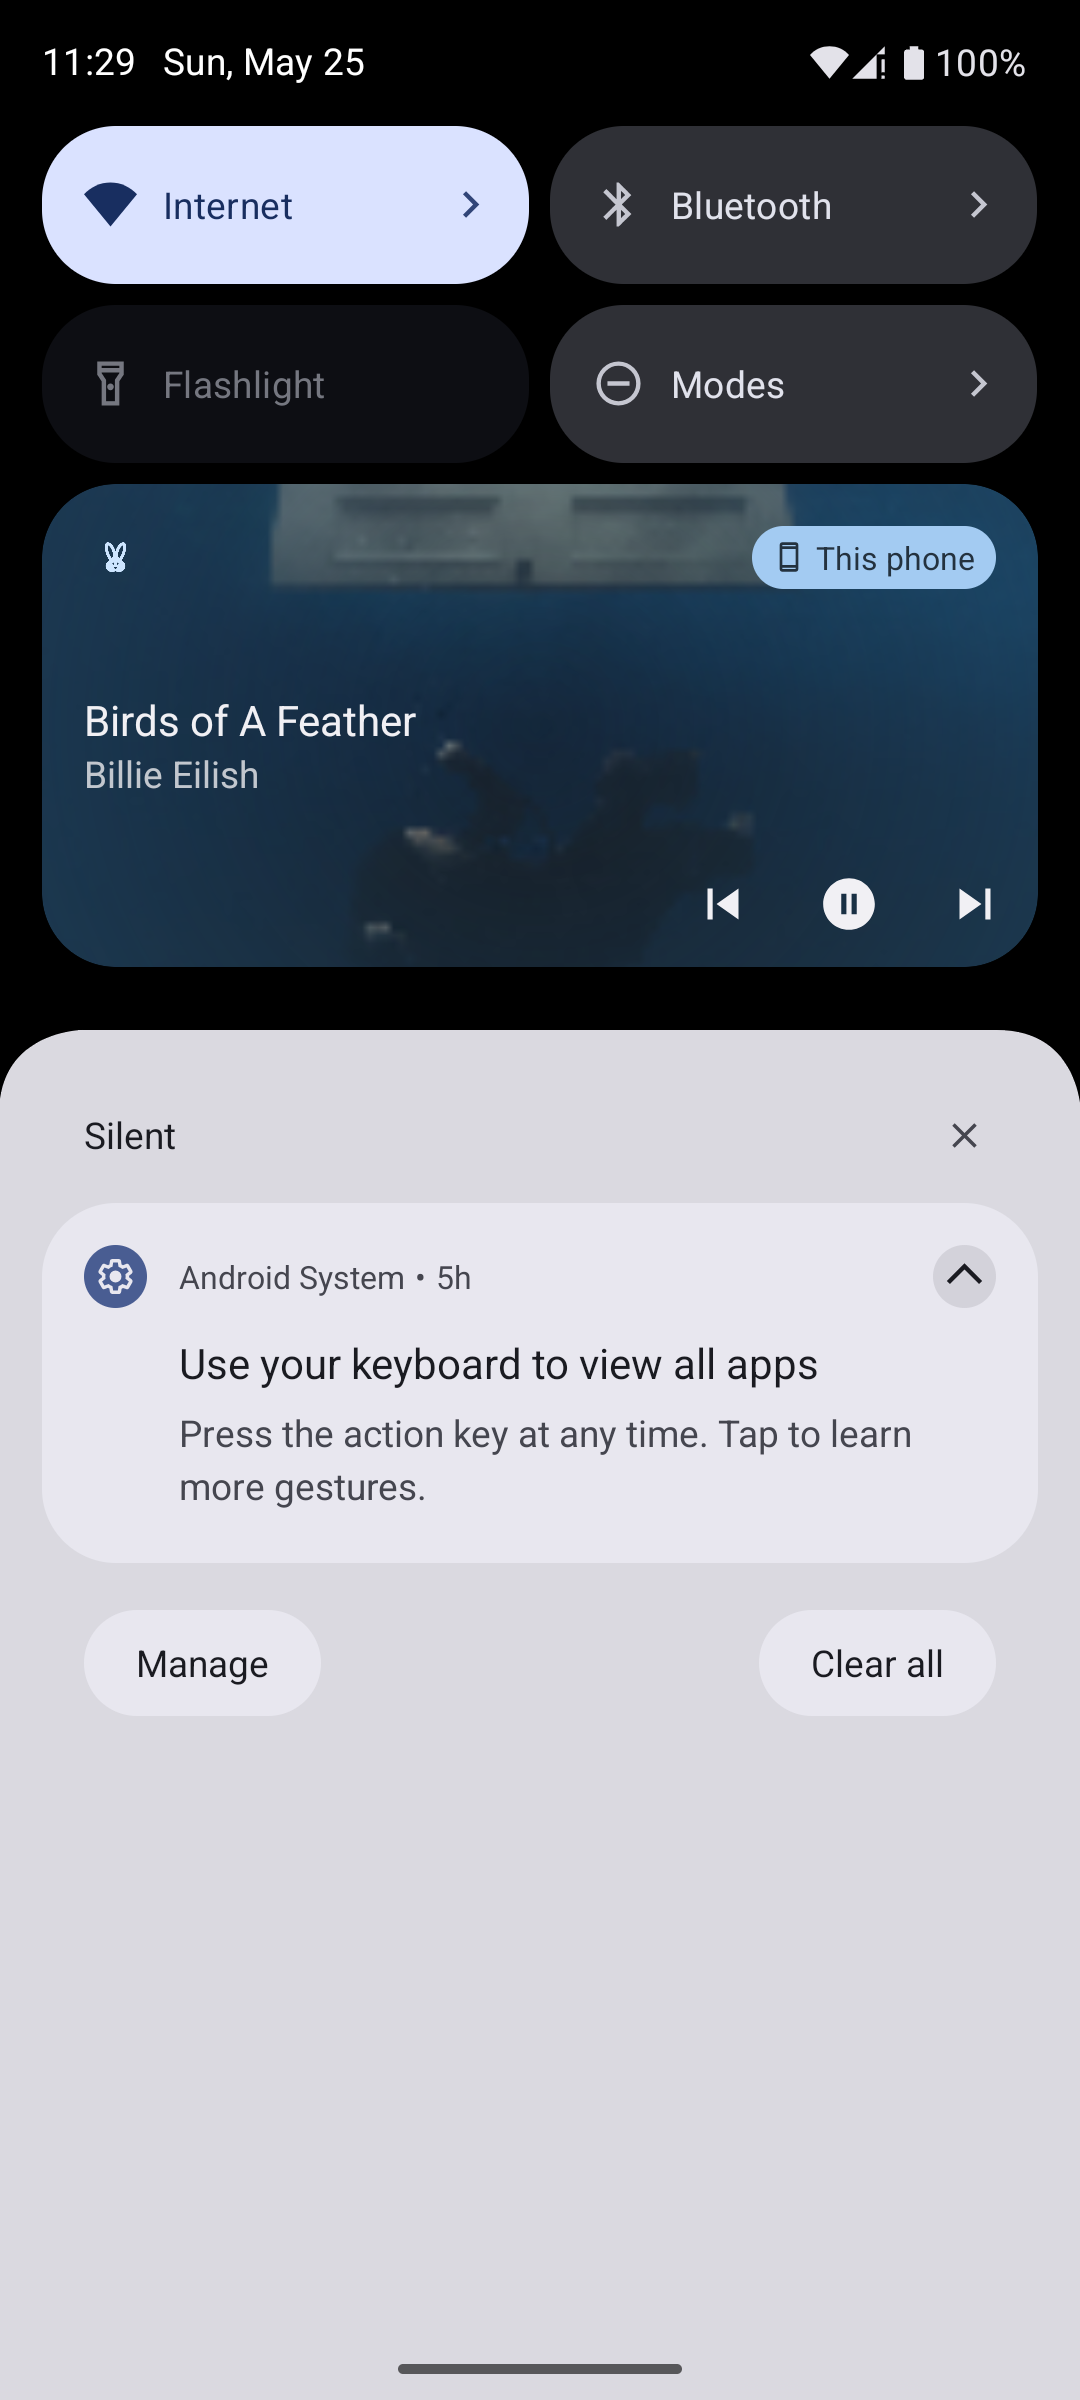 11:29 Sun, May 25
100%
Internet
Bluetooth
Flashlight
Modes
This phone
Birds of A Feather
Billie Eilish
Silent
Android System • 5h
Use your keyboard to view all apps
Press the action key at any time. Tap to learn
more gestures.
Manage
Clear all